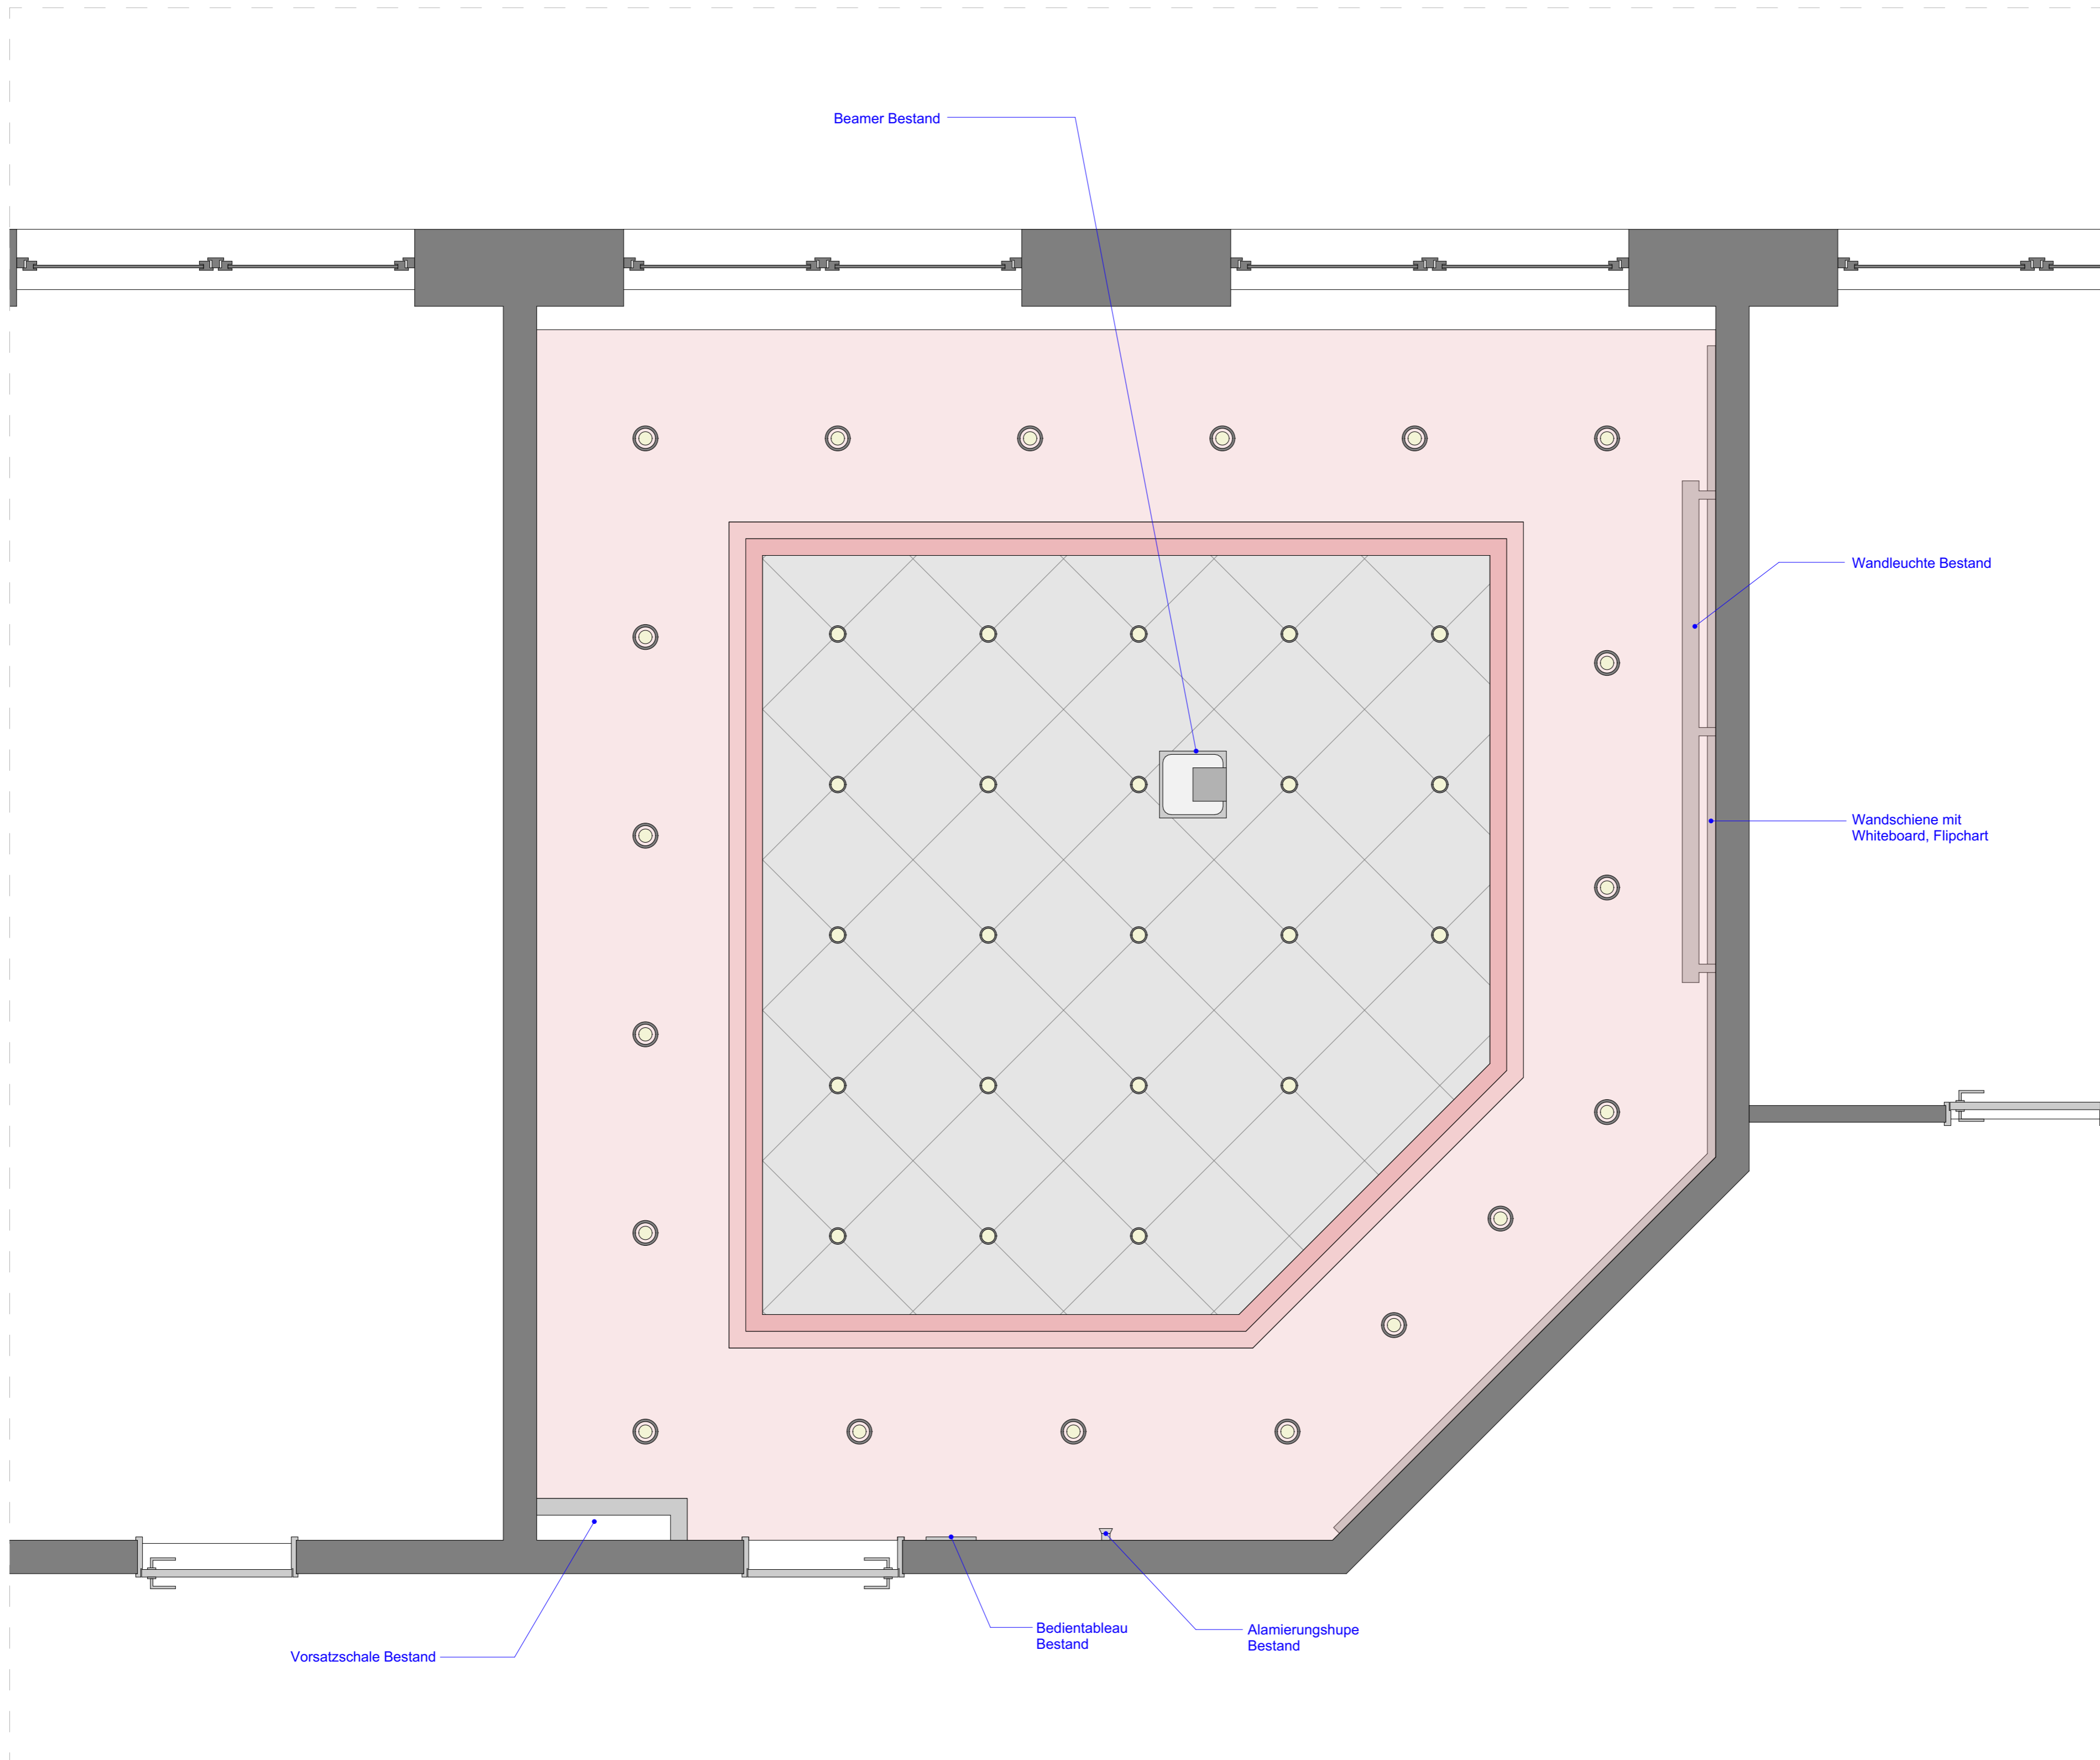 Beamer Bestand
Wandleuchte Bestand
Wandschiene mit
Whiteboard, Flipchart
Bedientableau
Bestand
Alamierungshupe
Bestand
Vorsatzschale Bestand